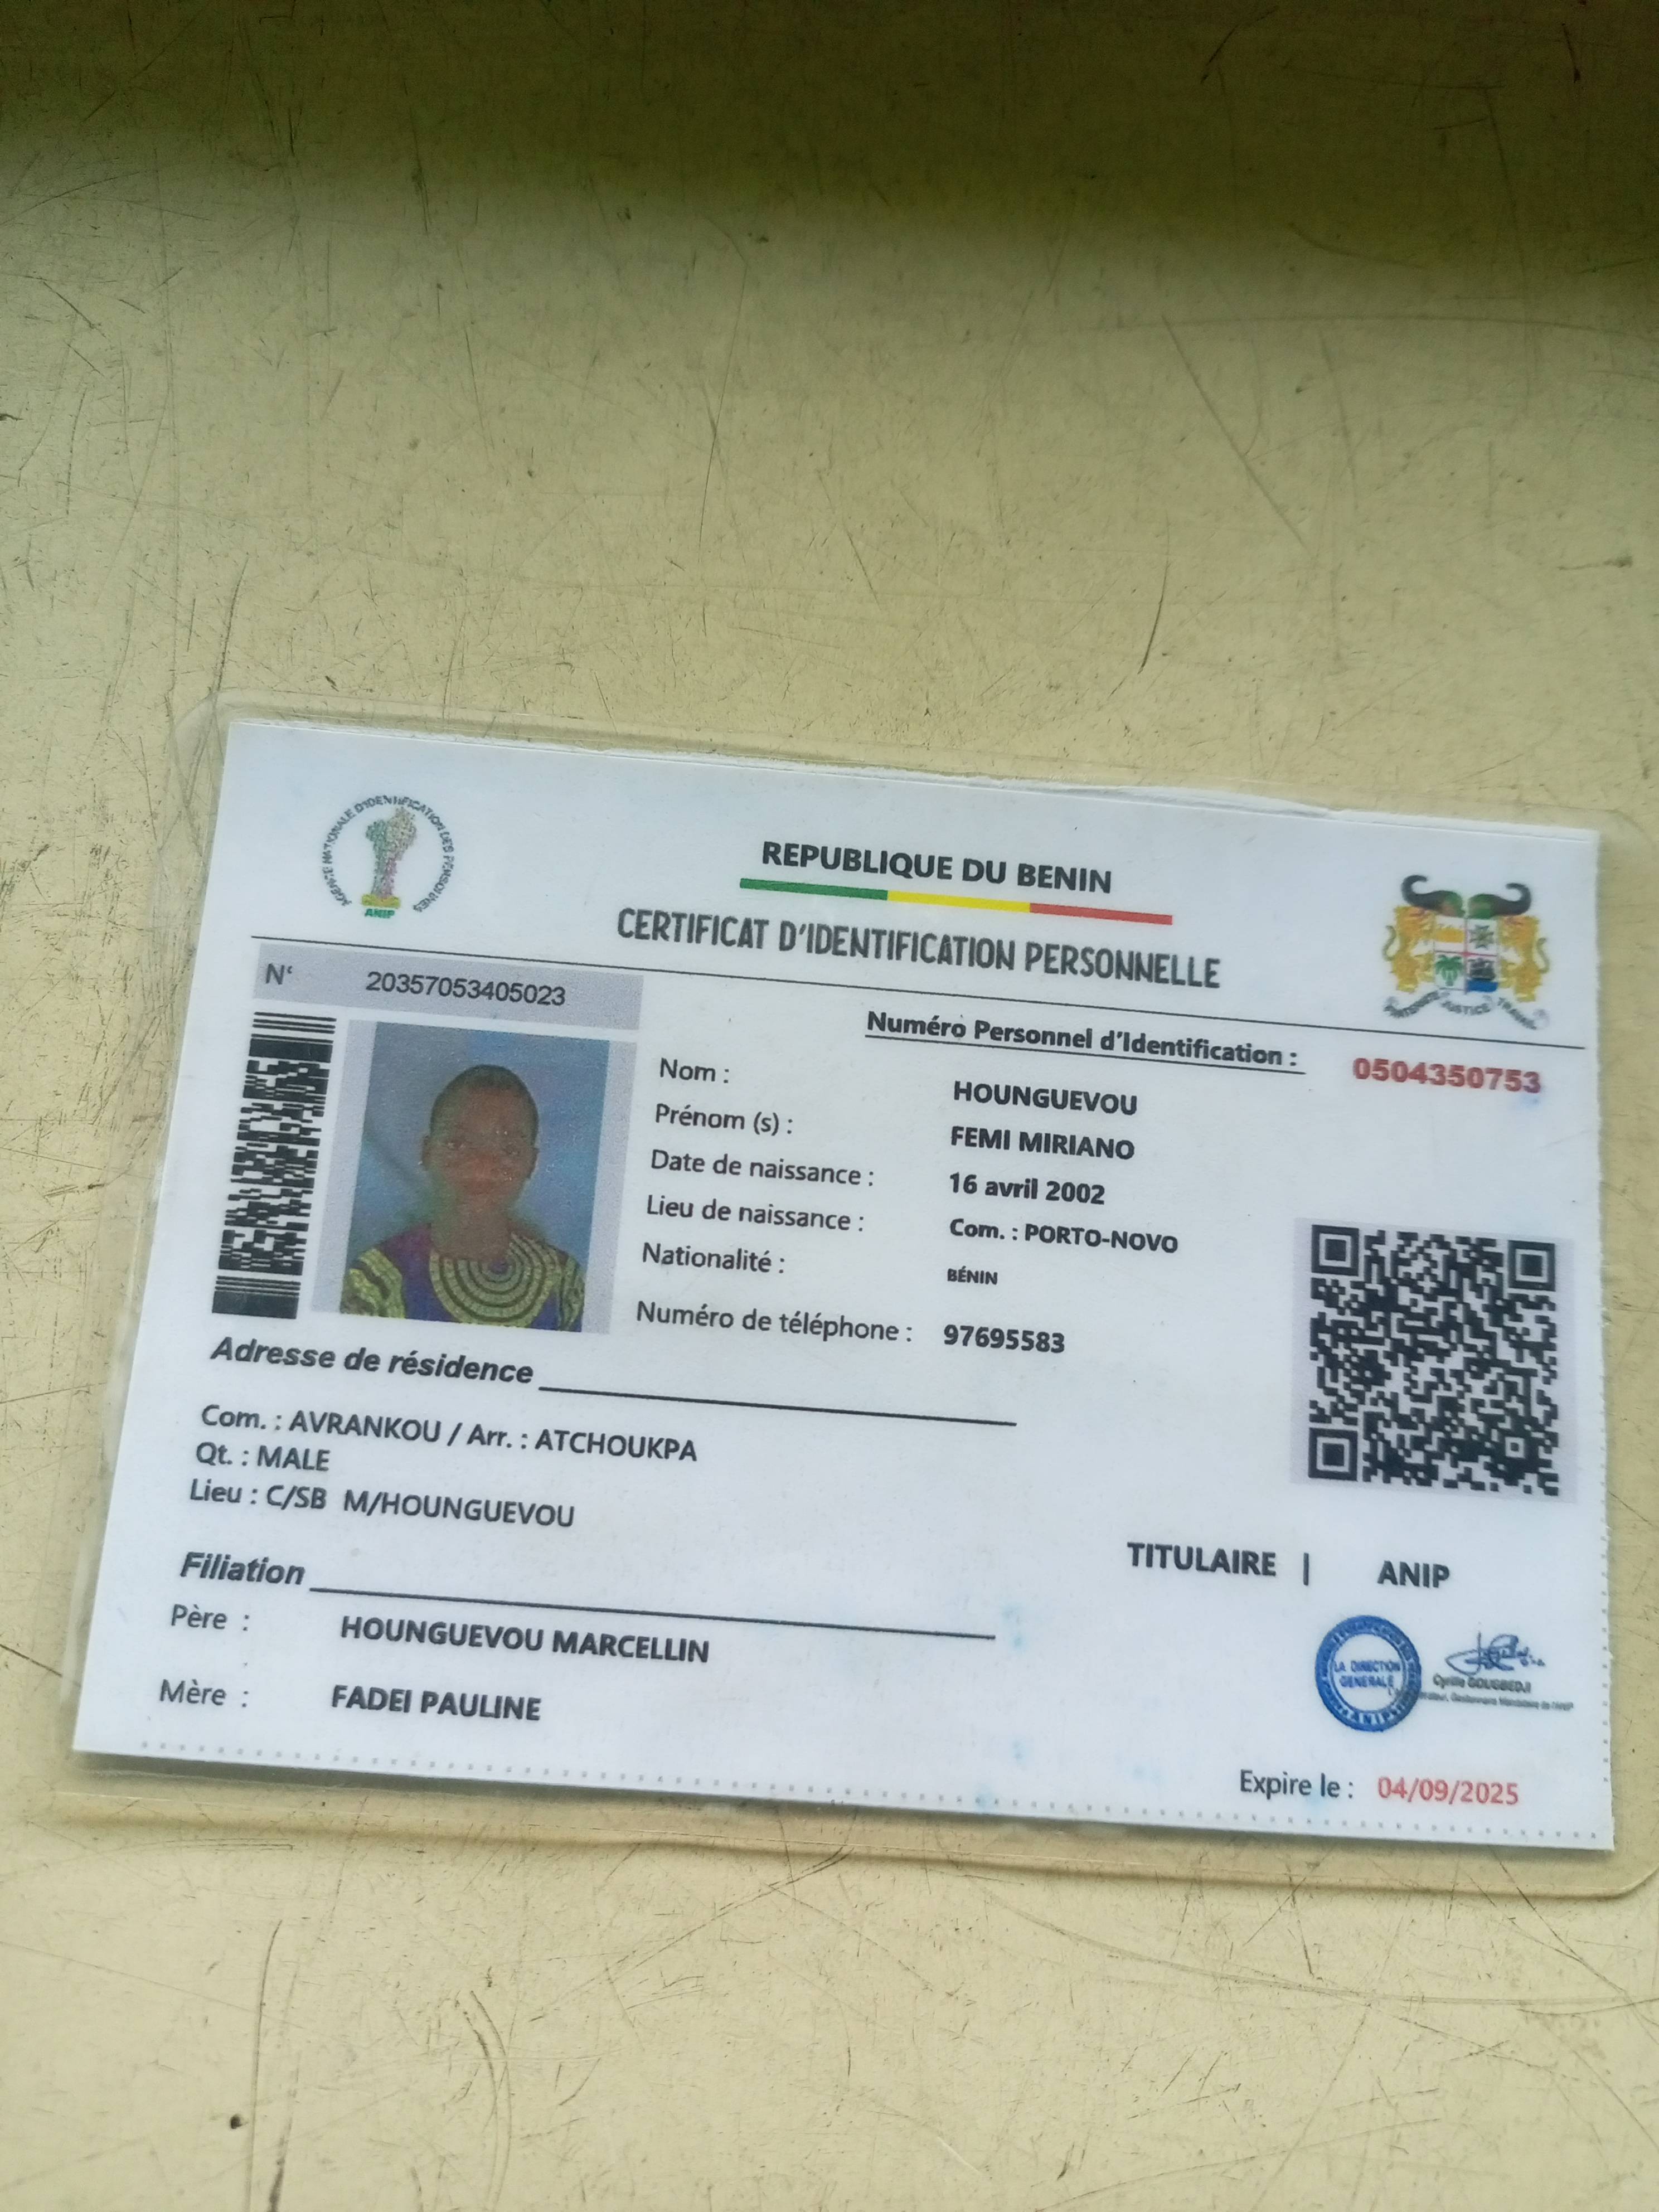 AGENCE NATIONALE D'IDENTIFICATION DES PERSONNES
ANIP
REPUBLIQUE DU BENIN
CERTIFICAT D'IDENTIFICATION PERSONNELLE
JUSTICE
N° 20357053405023
Numéro Personnel d'Identification : 0504350753
Nom : HOUNGUEVOU
Prénom (s) : FEMI MIRIANO
Date de naissance : 16 avril 2002
Lieu de naissance : Com. : PORTO-NOVO
Nationalité : BÉNIN
Numéro de téléphone : 97695583
Adresse de résidence
Com. : AVRANKOU / Arr. : ATCHOUKPA
Qt. : MALE
Lieu : C/SB M/HOUNGUEVOU
Filiation
Père : HOUNGUEVOU MARCELLIN
Mère : FADEI PAULINE
TITULAIRE | ANIP
LA DIRECTION
GENERALE
ANIP
Cyrille GOUGBEDJI
Expire le : 04/09/2025